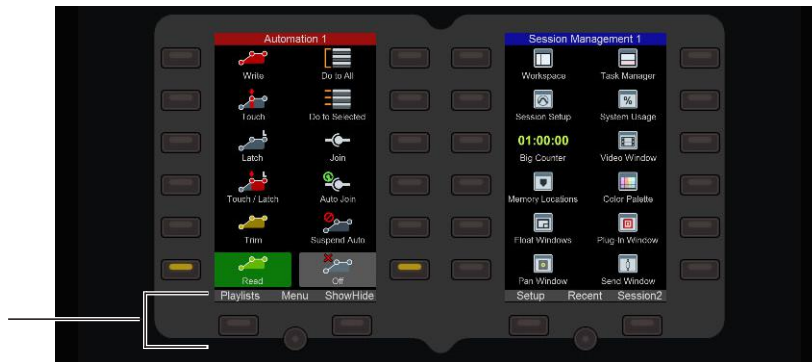 Automation 1
Write Do to All
Touch Do to Selected
L L
Latch Join
Touch / Latch Auto Join
Trim Suspend Auto
Read Off
Playlists Menu ShowHide
Session Management 1
Workspace Task Manager
%
Session Setup System Usage
01:00:00
Big Counter Video Window
Memory Locations Color Palette
Float Windows Plug-In Window
Pan Window Send Window
Setup Recent Session2